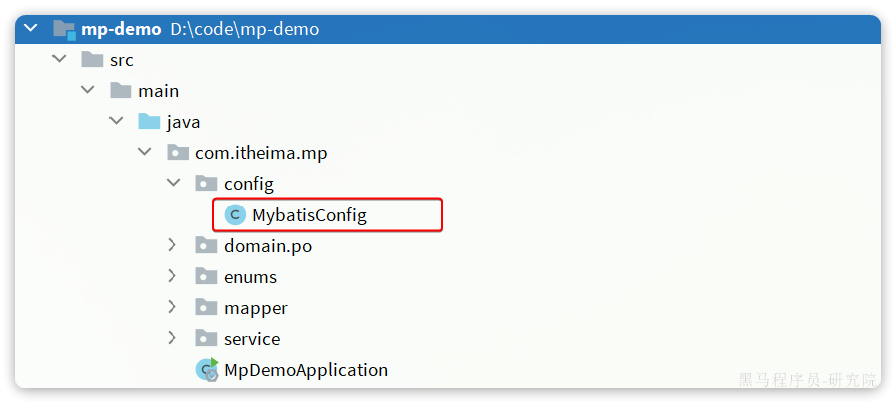 mp-demo D:\code\mp-demo
src
main
java
com.itheima.mp
config
MybatisConfig
domain.po
enums
mapper
service
MpDemoApplication
黑马程序员-研究院